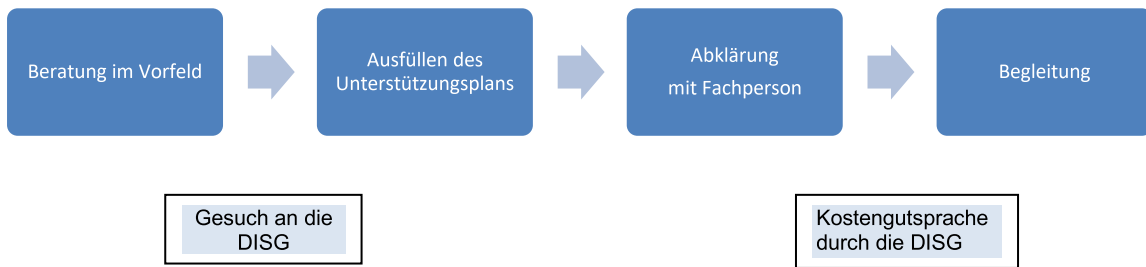 Beratung im Vorfeld
Ausfüllen des
Unterstützungsplans
Abklärung
mit Fachperson
Begleitung
Gesuch an die
DISG
Kostengutsprache
durch die DISG